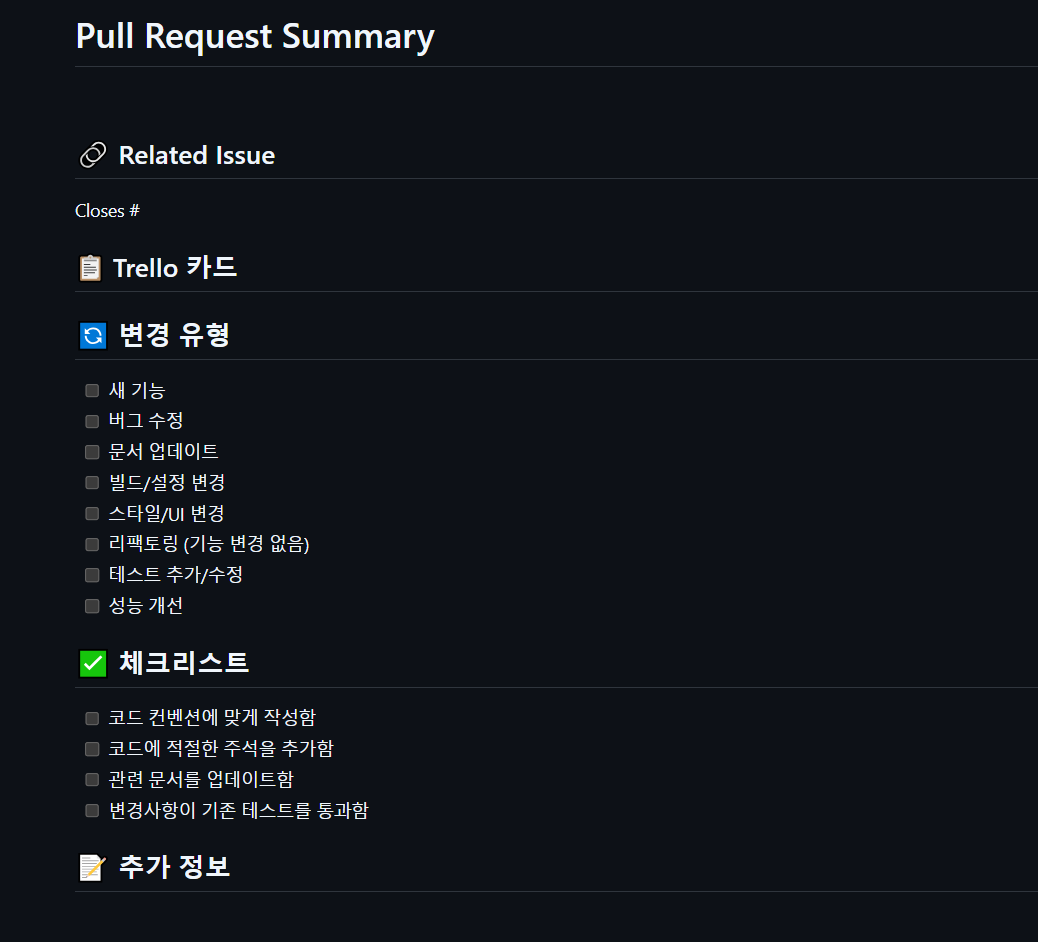 Pull Request Summary
Related Issue
Closes #
Trello 카드
변경 유형
새 기능
버그 수정
문서 업데이트
빌드/설정 변경
스타일/UI 변경
리팩토링 (기능 변경 없음)
테스트 추가/수정
성능 개선
체크리스트
코드 컨벤션에 맞게 작성함
코드에 적절한 주석을 추가함
관련 문서를 업데이트함
변경사항이 기존 테스트를 통과함
추가 정보